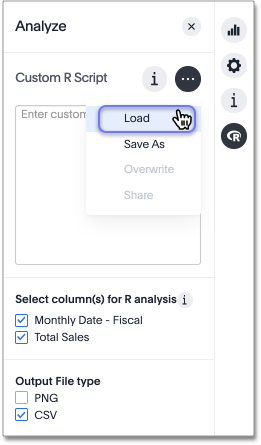 Analyze
Custom R Script
Enter custom
Load
Save As
Overwrite
Share
Select column(s) for R analysis
Monthly Date - Fiscal
Total Sales
Output File type
PNG
CSV